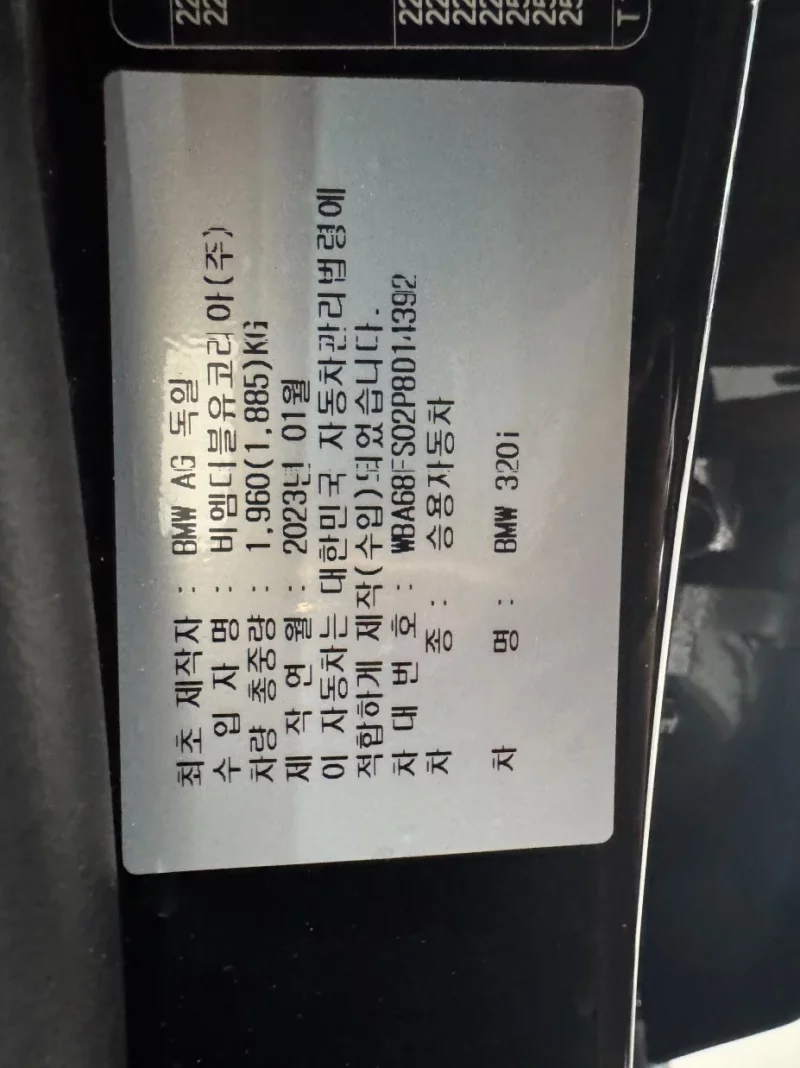 최초 제작자 : BMW AG 독일
수 입 자 명 : 비엠더블유코리아(주)
차량 총중량 : 1,960(1,885)KG
제 작 연 월 : 2023년 01월
이 자동차는 대한민국 자동차관리법령에
적합하게 제작(수입)되었습니다.
차 대 번 호 : WBA68FS02P8D14392
차 종 : 승용자동차
차 명 : BMW 320i